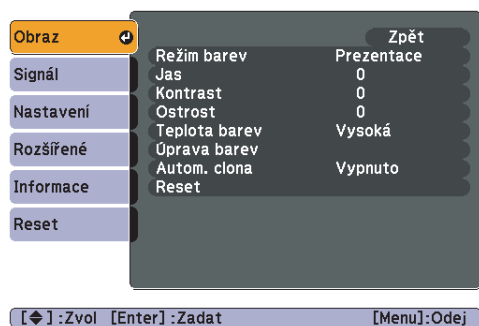 Obraz
Signál
Nastavení
Rozšířené
Informace
Reset
Zpět
Režim barev Prezentace
Jas 0
Kontrast 0
Ostrost 0
Teplota barev Vysoká
Úprava barev
Autom. clona Vypnuto
Reset
[◆] :Zvol [Enter] :Zadat [Menu]:Odej